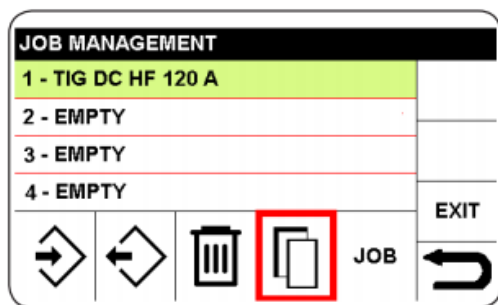 JOB MANAGEMENT
1 - TIG DC HF 120 A
2 - EMPTY
3 - EMPTY
4 - EMPTY
EXIT
JOB